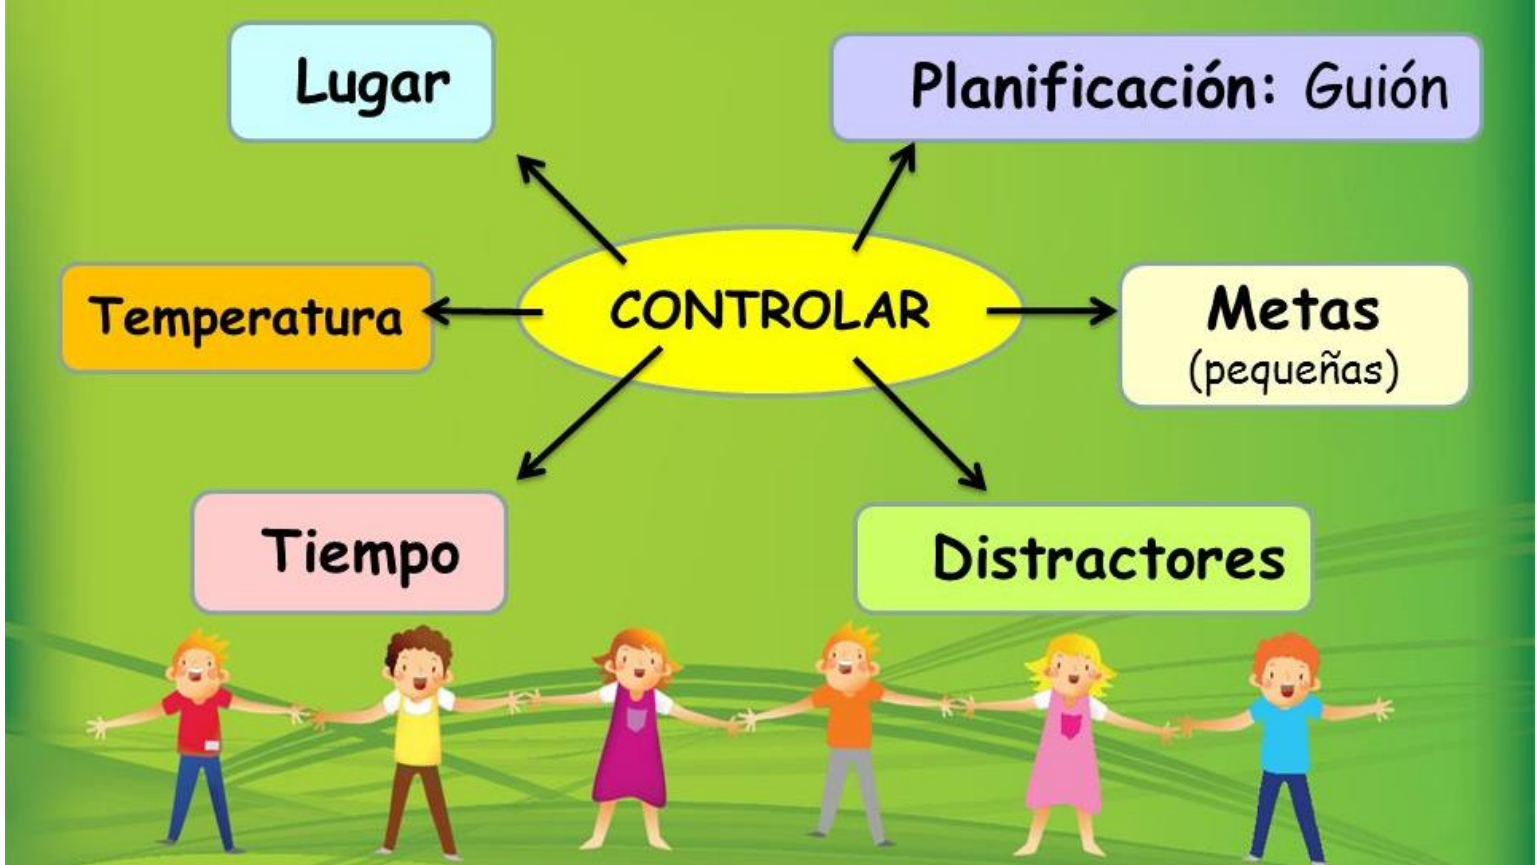 Lugar
Planificación: Guión
Temperatura
CONTROLAR
Metas
(pequeñas)
Tiempo
Distractores